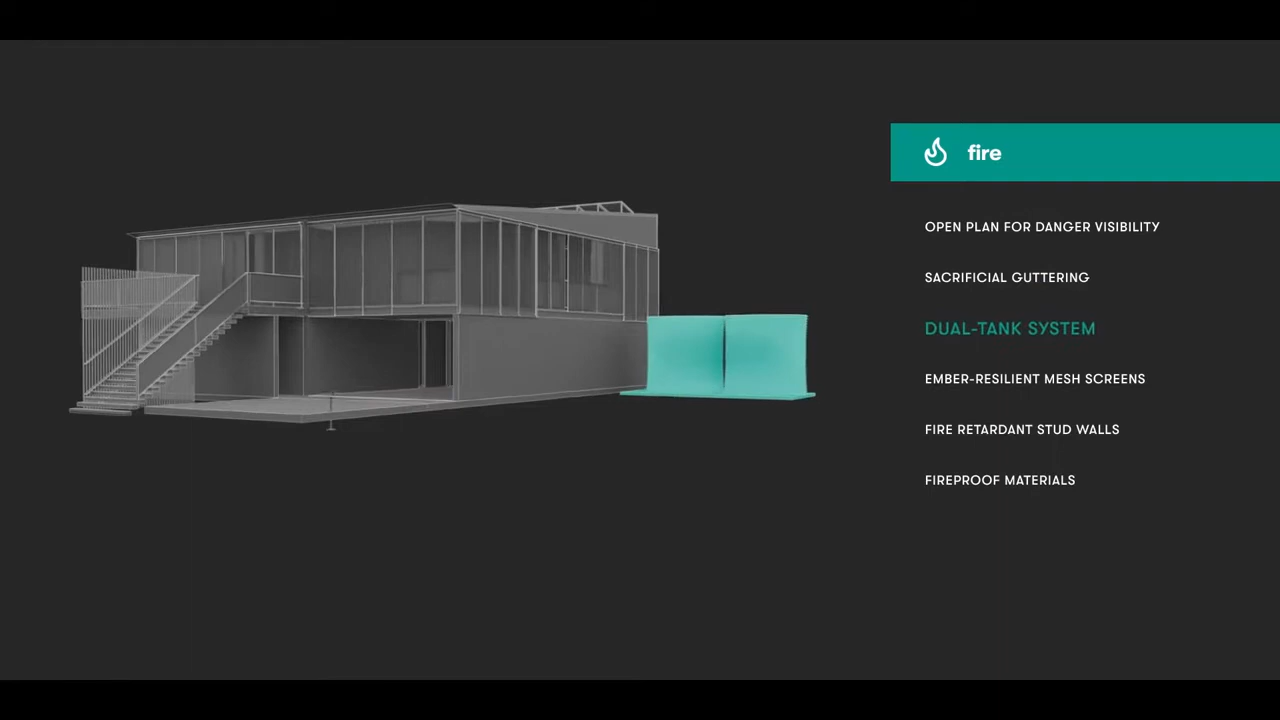 fire
OPEN PLAN FOR DANGER VISIBILITY
SACRIFICIAL GUTTERING
DUAL-TANK SYSTEM
EMBER-RESILIENT MESH SCREENS
FIRE RETARDANT STUD WALLS
FIREPROOF MATERIALS